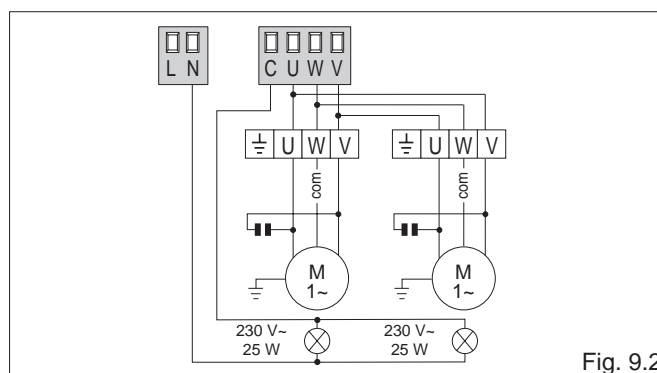 L N C U W V
U W V U W V
com com
M M
1~ 1~
230 V~ 230 V~
25 W 25 W
Fig. 9.2